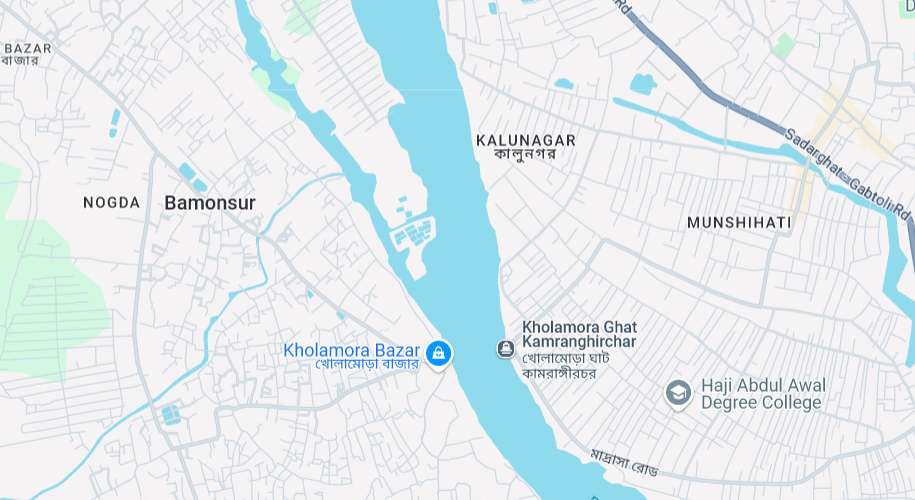 Rd
D
BAZAR
বাজার
KALUNAGAR
কালুনগর
Sadarghat - Gabtoli Rd
NOGDA
Bamonsur
MUNSHIHATI
Kholamora Ghat
Kamranghirchar
খোলামোড়া ঘাট
কামরাঙ্গীরচর
Kholamora Bazar
খোলামোড়া বাজার
Haji Abdul Awal
Degree College
মাদ্রাসা রোড